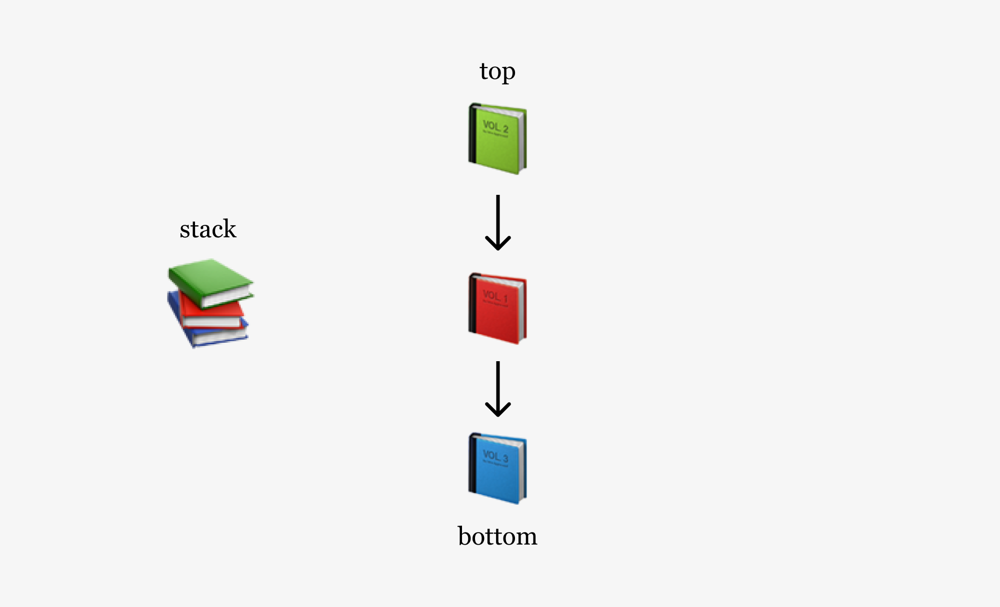 top
VOL. 2
stack
VOL. 1
VOL. 3
bottom